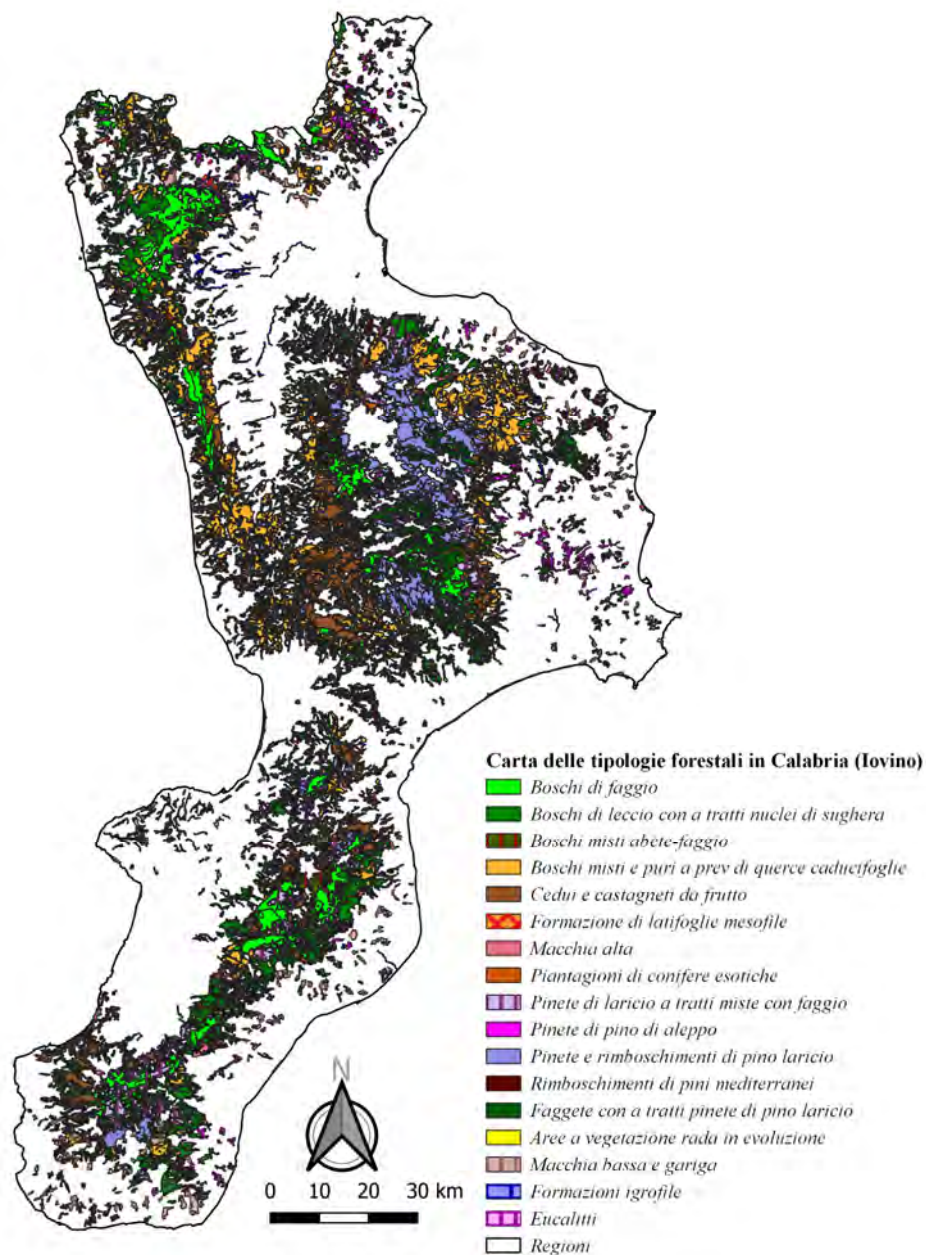 Carta delle tipologie forestali in Calabria (Iovino)
Boschi di faggio
Boschi di leccio con a tratti nuclei di sughera
Boschi misti abete-faggio
Boschi misti e puri a prev di querce caducifoglie
Cedui e castagneti da frutto
Formazione di latifoglie mesofile
Macchia alta
Piantagioni di conifere esotiche
Pinete di laricio a tratti miste con faggio
Pinete di pino di aleppo
Pinete e rimboschimenti di pino laricio
Rimboschimenti di pini mediterranei
Faggete con a tratti pinete di pino laricio
Aree a vegetazione rada in evoluzione
Macchia bassa e gariga
Formazioni igrofile
Eucalitti
Regioni
N
0 10 20 30 km